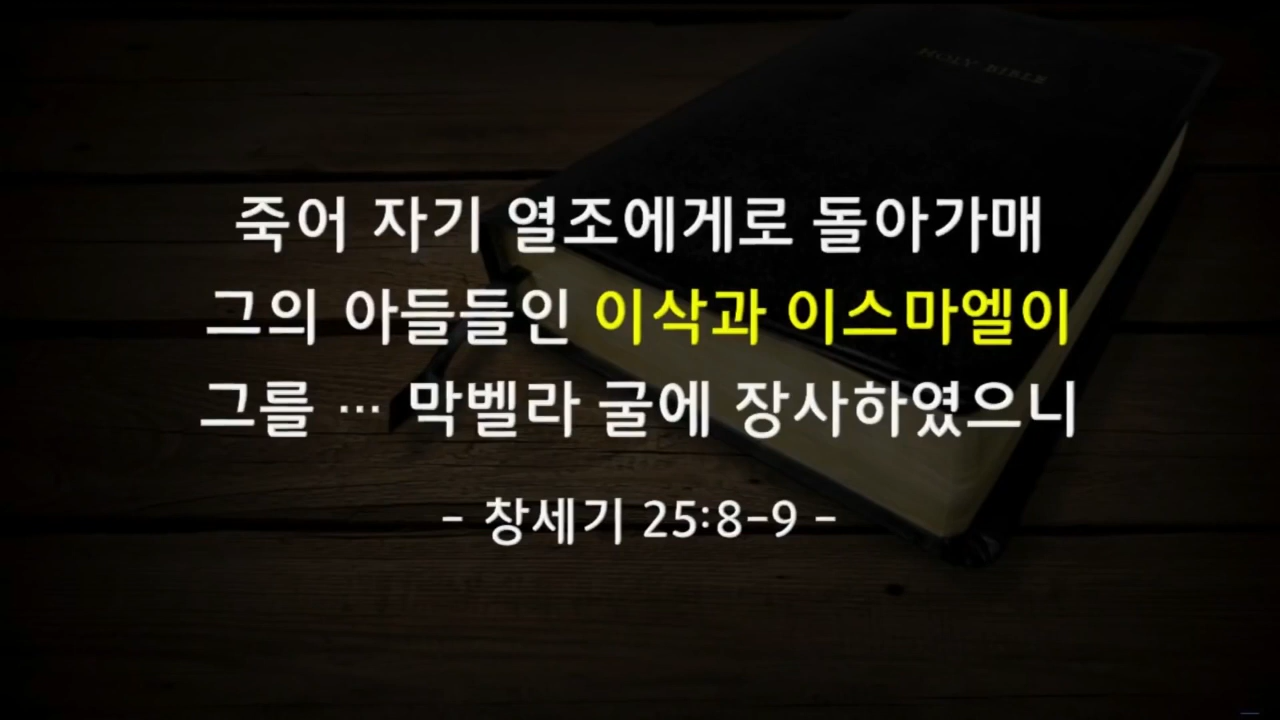 HOLY BIBLE
죽어 자기 열조에게로 돌아가매
그의 아들들인 이삭과 이스마엘이
그를 … 막벨라 굴에 장사하였으니
- 창세기 25:8-9 -